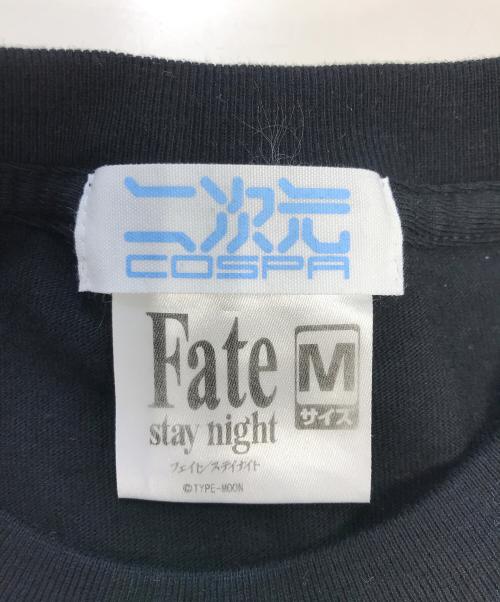 二次元
COSPA
Fate
stay night
フェイト/ステイナイト
©TYPE-MOON
M
サイズ